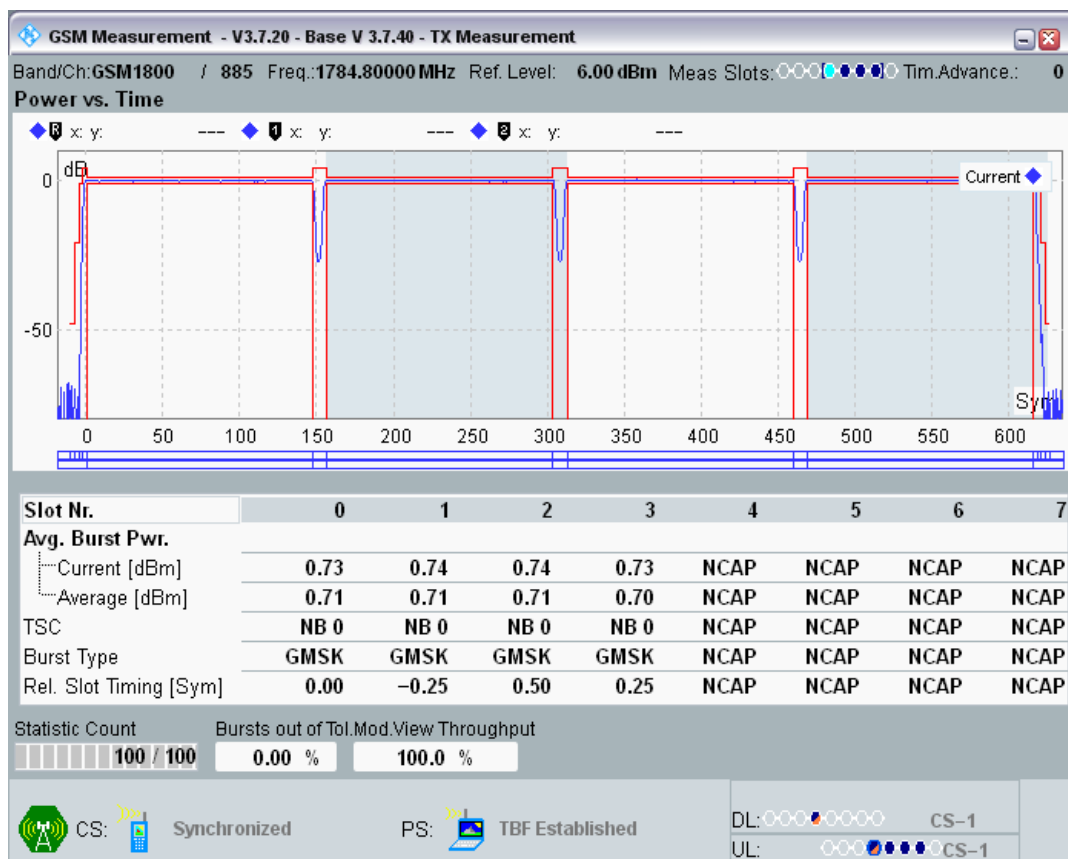 GSM Measurement - V3.7.20 - Base V 3.7.40 - TX Measurement
Band/Ch:GSM1800 / 885 Freq.:1784.80000 MHz Ref. Level: 6.00 dBm Meas Slots: Tim.Advance.: 0
Power vs. Time
R x: y: --- 1 x: y: --- 2 x: y: ---
dB
Current
0
-50
Sym
0 50 100 150 200 250 300 350 400 450 500 550 600
Slot Nr. 0 1 2 3 4 5 6 7
Avg. Burst Pwr.
Current [dBm] 0.73 0.74 0.74 0.73 NCAP NCAP NCAP NCAP
Average [dBm] 0.71 0.71 0.71 0.70 NCAP NCAP NCAP NCAP
TSC NB 0 NB 0 NB 0 NB 0 NCAP NCAP NCAP NCAP
Burst Type GMSK GMSK GMSK GMSK NCAP NCAP NCAP NCAP
Rel. Slot Timing [Sym] 0.00 −0.25 0.50 0.25 NCAP NCAP NCAP NCAP
Statistic Count Bursts out of Tol. Mod.View Throughput
100 / 100 0.00 % 100.0 %
CS: Synchronized PS: TBF Established DL: CS−1
UL: CS−1